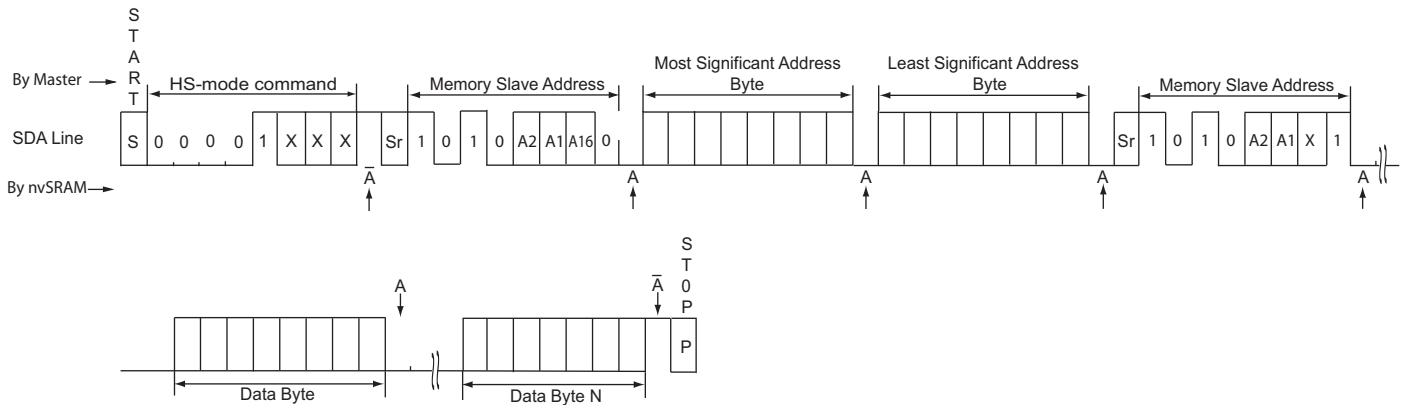 START
Most Significant Address
Byte
Least Significant Address
Byte
By Master
HS-mode command
Memory Slave Address
Memory Slave Address
SDA Line
S 0 0 0 0 1 X X X Sr 1 0 1 0 A2 A1 A16 0 Sr 1 0 1 0 A2 A1 X 1
A̅ A A A A
By nvSRAM
ST0P
A A̅
P
Data Byte
Data Byte N